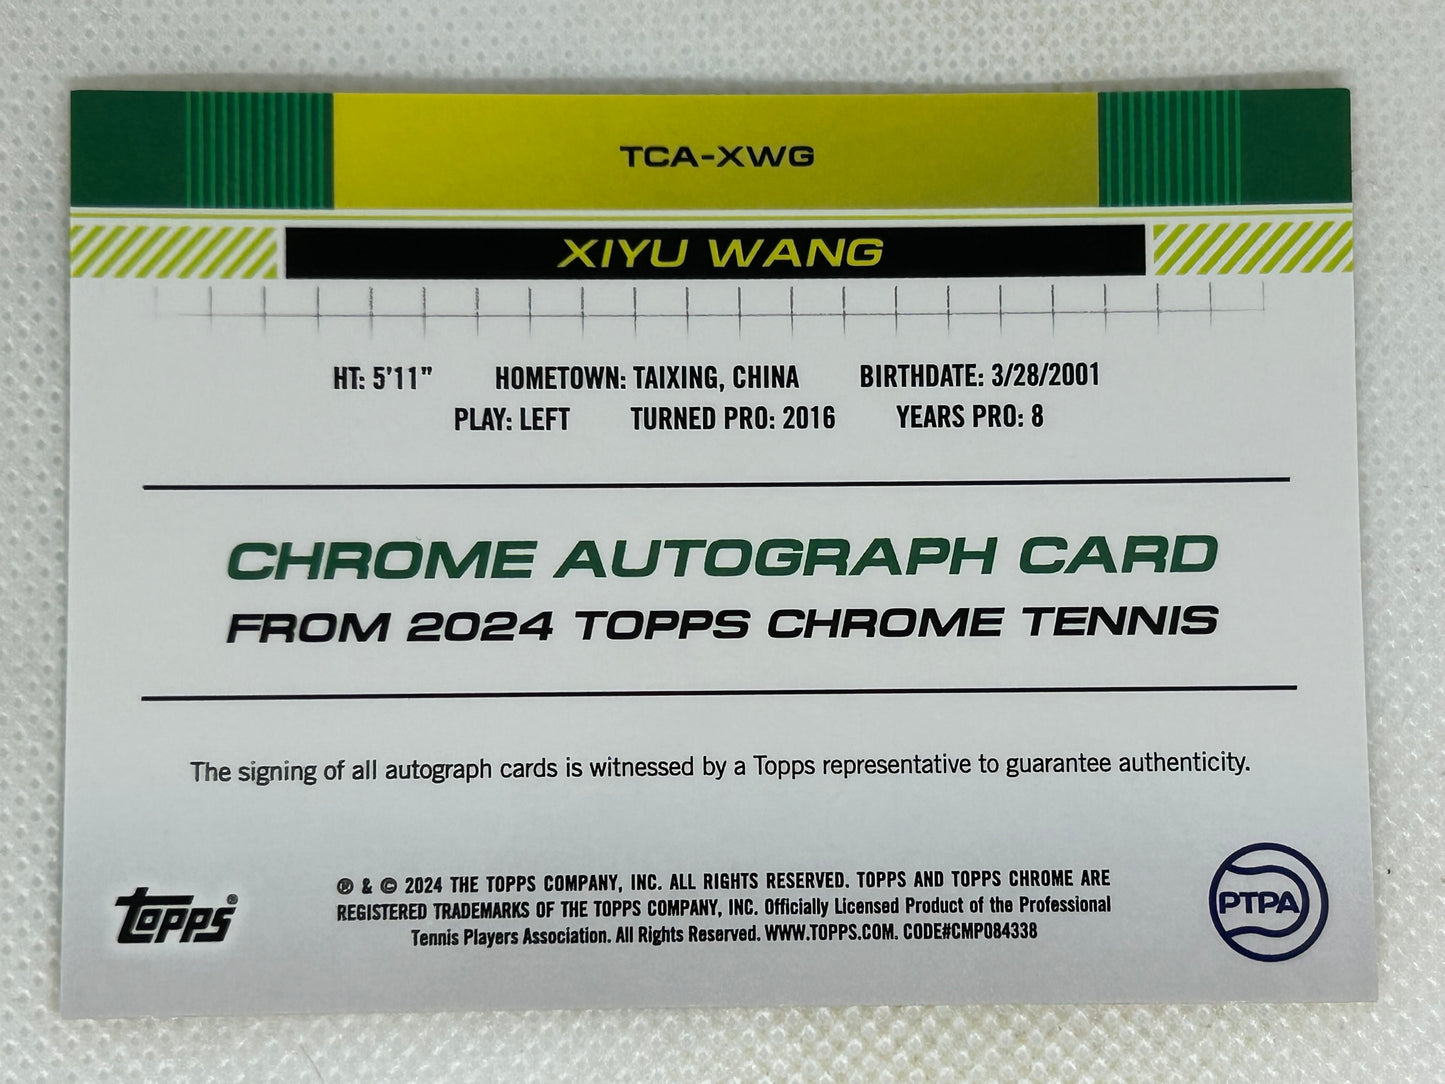 TCA-XWG
XIYU WANG
HT: 5'11" HOMETOWN: TAIXING, CHINA BIRTHDATE: 3/28/2001
PLAY: LEFT TURNED PRO: 2016 YEARS PRO: 8
CHROME AUTOGRAPH CARD
FROM 2024 TOPPS CHROME TENNIS
The signing of all autograph cards is witnessed by a Topps representative to guarantee authenticity.
® & © 2024 THE TOPPS COMPANY, INC. ALL RIGHTS RESERVED. TOPPS AND TOPPS CHROME ARE
REGISTERED TRADEMARKS OF THE TOPPS COMPANY, INC. Officially Licensed Product of the Professional
Tennis Players Association. All Rights Reserved. WWW.TOPPS.COM. CODE#CMP084338
topps®
PTPA